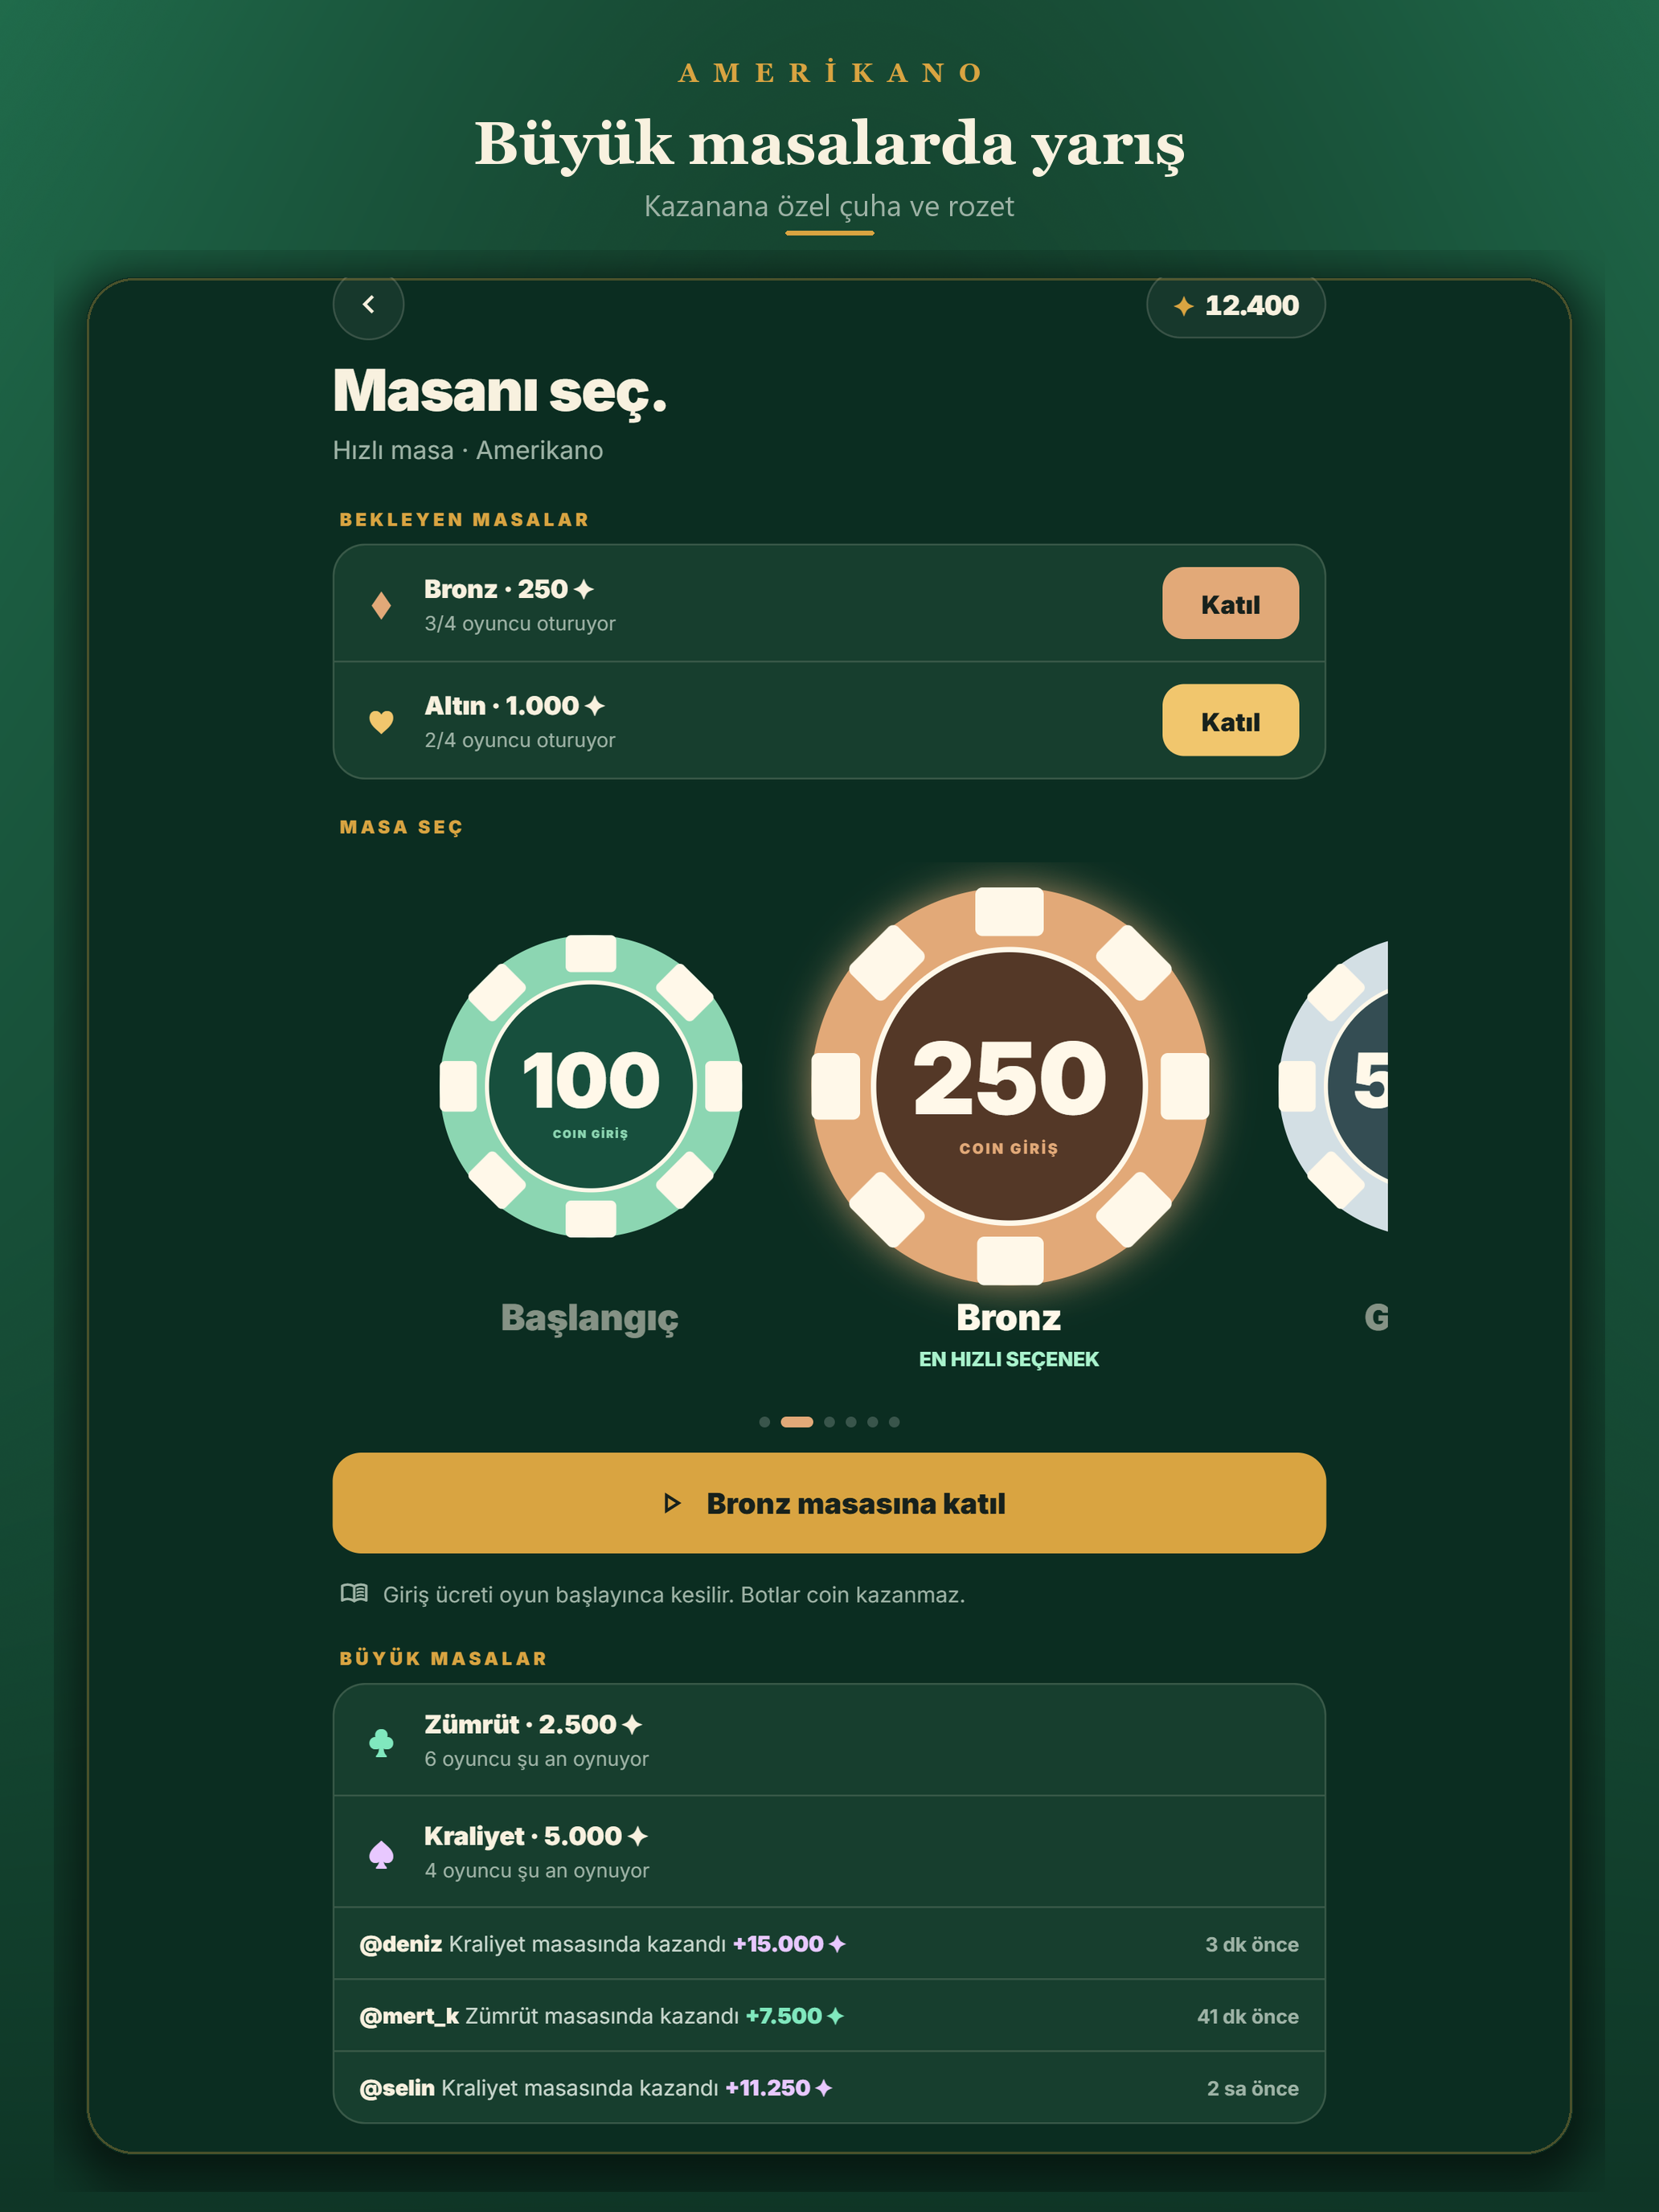 AMERİKANO
Büyük masalarda yarış
Kazanana özel çuha ve rozet
12.400
Masanı seç.
Hızlı masa · Amerikano
BEKLEYEN MASALAR
Bronz · 250
3/4 oyuncu oturuyor
Katıl
Altın · 1.000
2/4 oyuncu oturuyor
Katıl
MASA SEÇ
100
COIN GİRİŞ
Başlangıç
250
COIN GİRİŞ
Bronz
EN HIZLI SEÇENEK
5
G
Bronz masasına katıl
Giriş ücreti oyun başlayınca kesilir. Botlar coin kazanmaz.
BÜYÜK MASALAR
Zümrüt · 2.500
6 oyuncu şu an oynuyor
Kraliyet · 5.000
4 oyuncu şu an oynuyor
@deniz Kraliyet masasında kazandı +15.000 3 dk önce
@mert_k Zümrüt masasında kazandı +7.500 41 dk önce
@selin Kraliyet masasında kazandı +11.250 2 sa önce